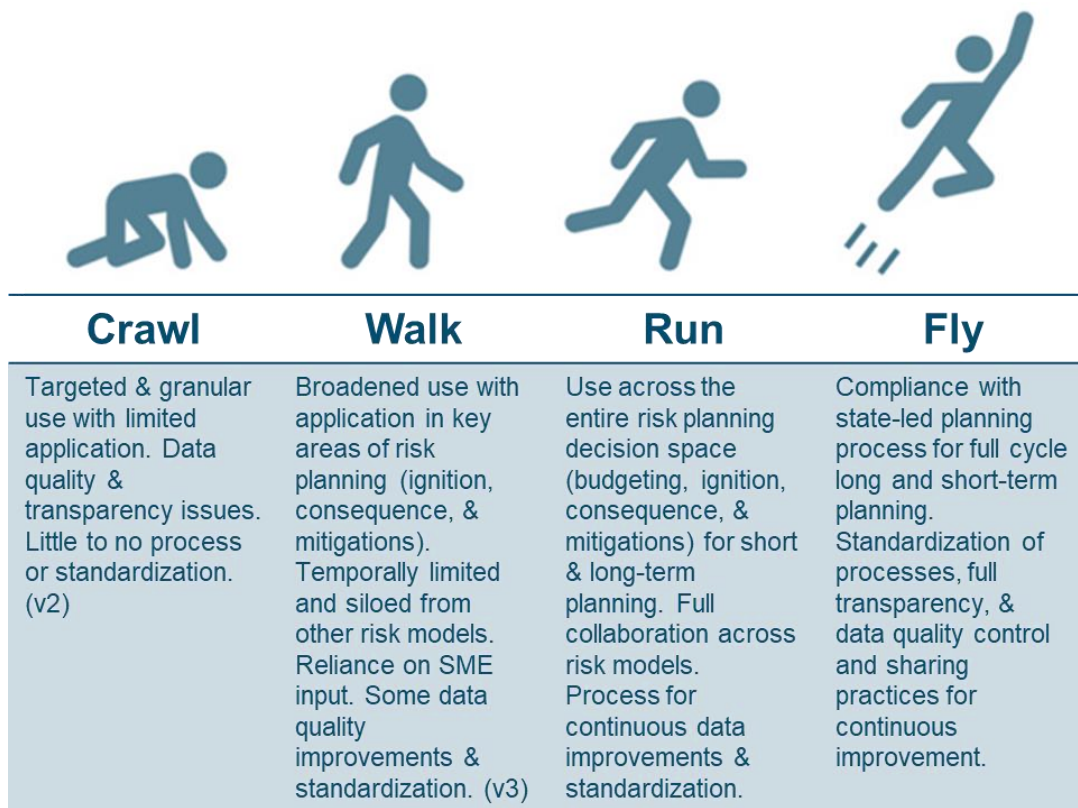 Crawl
Walk
Run
Fly
Targeted & granular
use with limited
application. Data
quality &
transparency issues.
Little to no process
or standardization.
(v2)
Broadened use with
application in key
areas of risk
planning (ignition,
consequence, &
mitigations).
Temporally limited
and siloed from
other risk models.
Reliance on SME
input. Some data
quality
improvements &
standardization. (v3)
Use across the
entire risk planning
decision space
(budgeting, ignition,
consequence, &
mitigations) for short
& long-term
planning. Full
collaboration across
risk models.
Process for
continuous data
improvements &
standardization.
Compliance with
state-led planning
process for full cycle
long and short-term
planning.
Standardization of
processes, full
transparency, &
data quality control
and sharing
practices for
continuous
improvement.